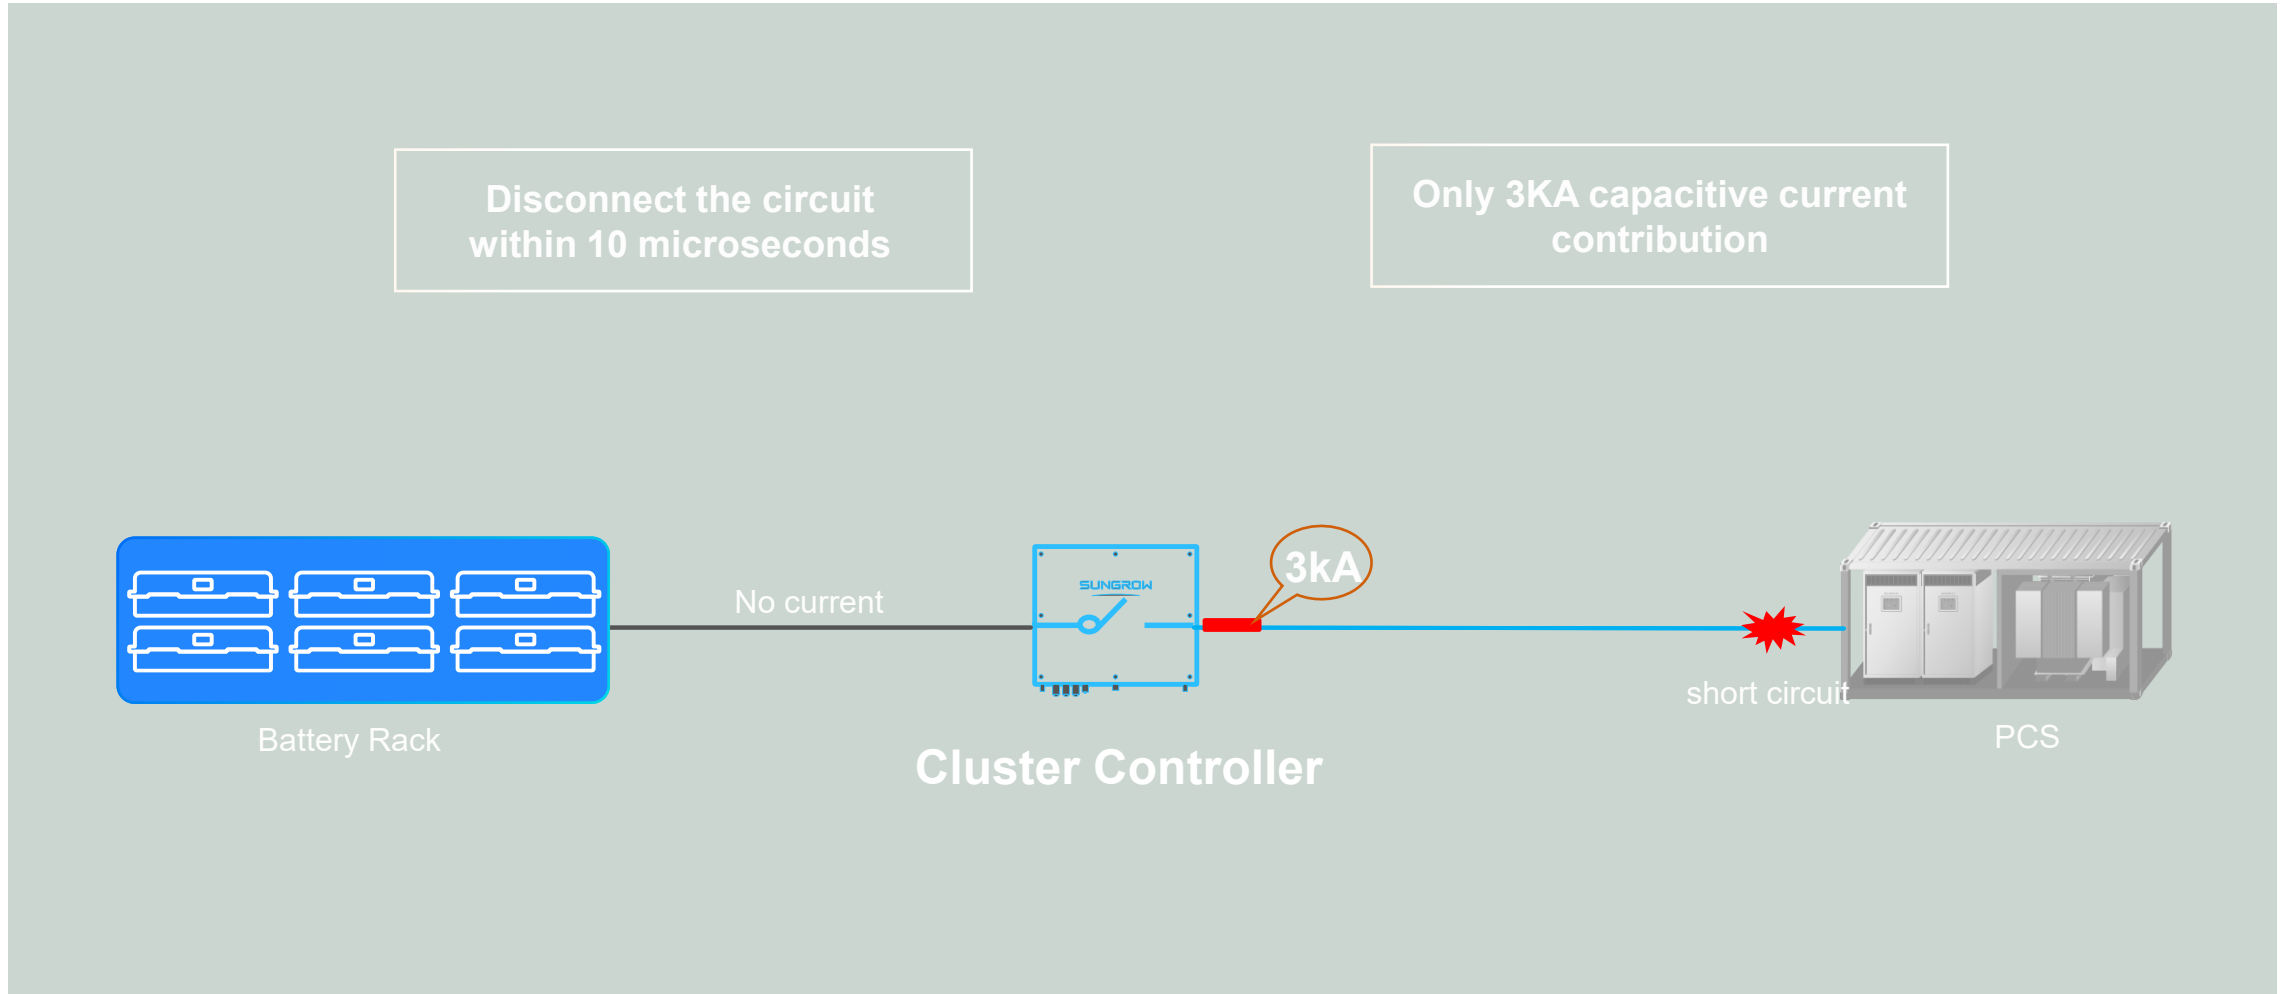 Disconnect the circuit
within 10 microseconds
Only 3KA capacitive current
contribution
3kA
No current
SUNGROW
short circuit
Battery Rack
PCS
Cluster Controller